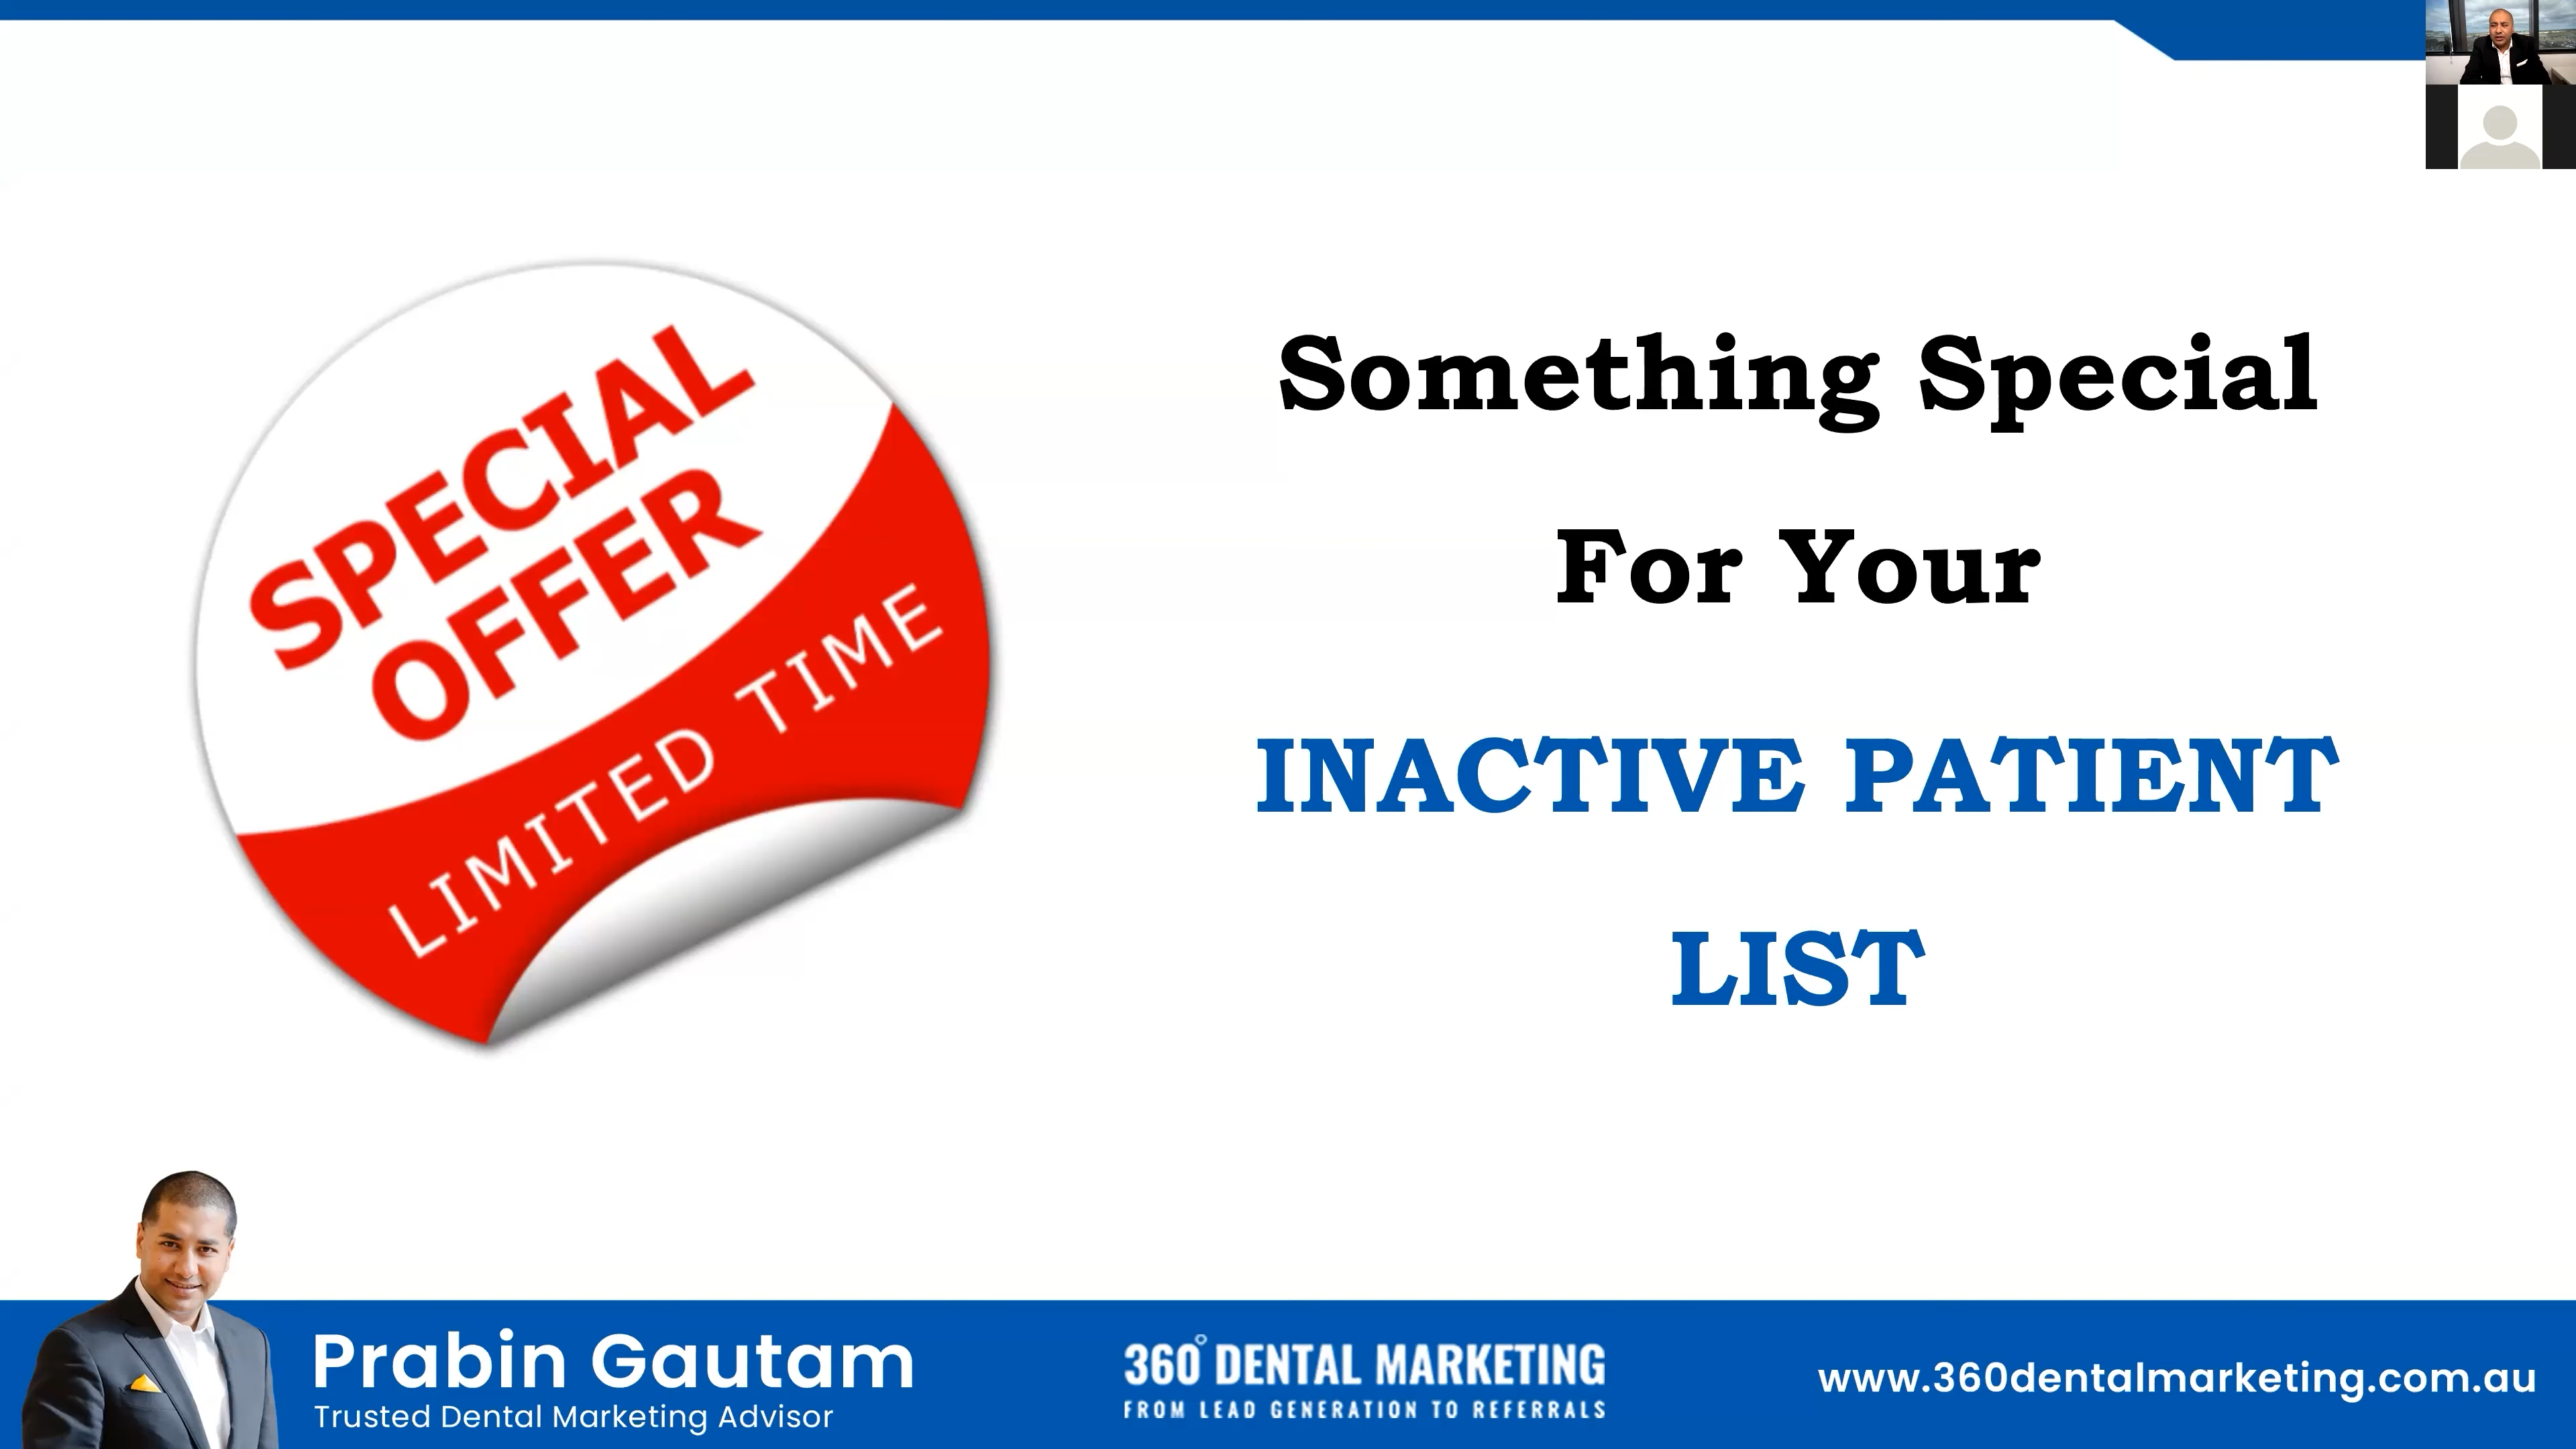 SPECIAL
OFFER
LIMITED TIME
Something Special
For Your
INACTIVE PATIENT
LIST
Prabin Gautam
Trusted Dental Marketing Advisor
360° DENTAL MARKETING
FROM LEAD GENERATION TO REFERRALS
www.360dentalmarketing.com.au